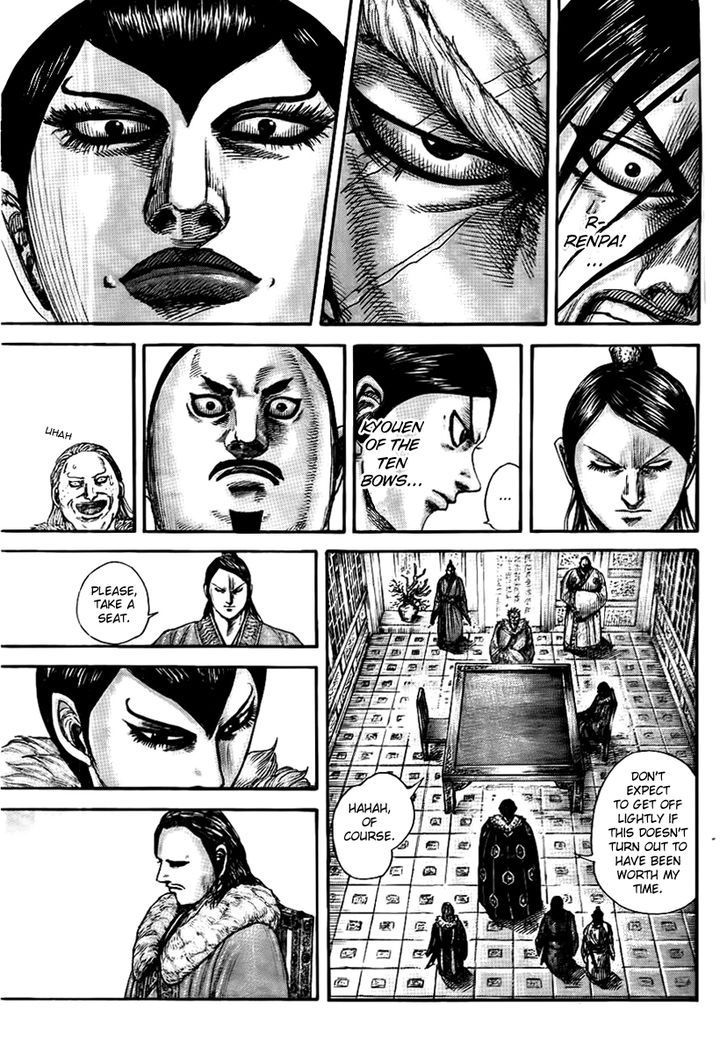 R-
RENPA!
...
...
KYOUEN
OF THE
TEN
BOWS...
UHAH
DON'T
EXPECT
TO GET OFF
LIGHTLY IF
THIS DOESN'T
TURN OUT TO
HAVE BEEN
WORTH MY
TIME.
HAHAH,
OF
COURSE.
PLEASE,
TAKE A
SEAT.